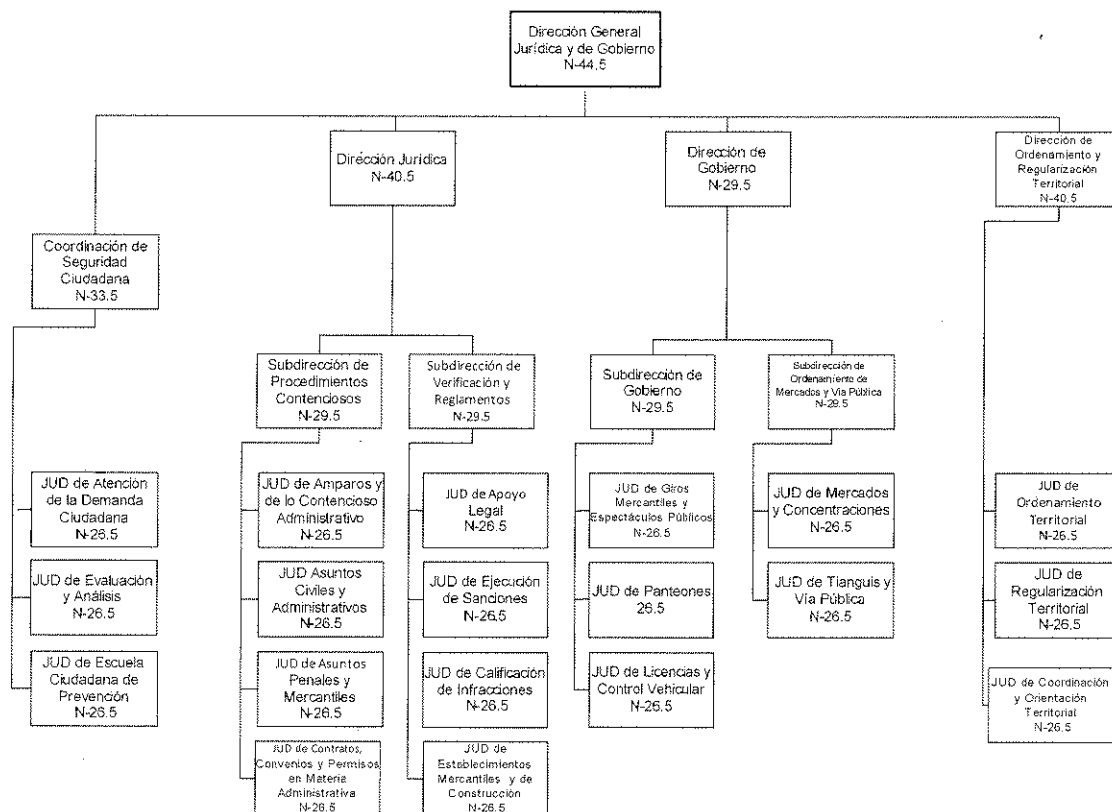 Dirección General
Jurídica y de Gobierno
N-44.5
Dirección Jurídica
N-40.5
Dirección de
Gobierno
N-29.5
Dirección de
Ordenamiento y
Regularización
Territorial
N-40.5
Coordinación de
Seguridad
Ciudadana
N-33.5
Subdirección de
Procedimientos
Contenciosos
N-29.5
Subdirección de
Verificación y
Reglamentos
N-29.5
Subdirección de
Gobierno
N-29.5
Subdirección de
Ordenamiento de
Mercados y Vía Pública
N-29.5
JUD de Atención
de la Demanda
Ciudadana
N-26.5
JUD de Evaluación
y Análisis
N-26.5
JUD de Escuela
Ciudadana de
Prevención
N-26.5
JUD de Amparos y
de lo Contencioso
Administrativo
N-26.5
JUD Asuntos
Civiles y
Administrativos
N-26.5
JUD de Asuntos
Penales y
Mercantiles
N-26.5
JUD de Contratos,
Convenios y Permisos
en Materia
Administrativa
N-26.5
JUD de Apoyo
Legal
N-26.5
JUD de Ejecución
de Sanciones
N-26.5
JUD de Calificación
de Infracciones
N-26.5
JUD de
Establecimientos
Mercantiles y de
Construcción
N-26.5
JUD de Giros
Mercantiles y
Espectáculos Públicos
N-26.5
JUD de Panteones
26.5
JUD de Licencias y
Control Vehicular
N-26.5
JUD de Mercados
y Concentraciones
N-26.5
JUD de Tianguis y
Vía Pública
N-26.5
JUD de
Ordenamiento
Territorial
N-26.5
JUD de
Regularización
Territorial
N-26.5
JUD de Coordinación
y Orientación
Territorial
N-26.5